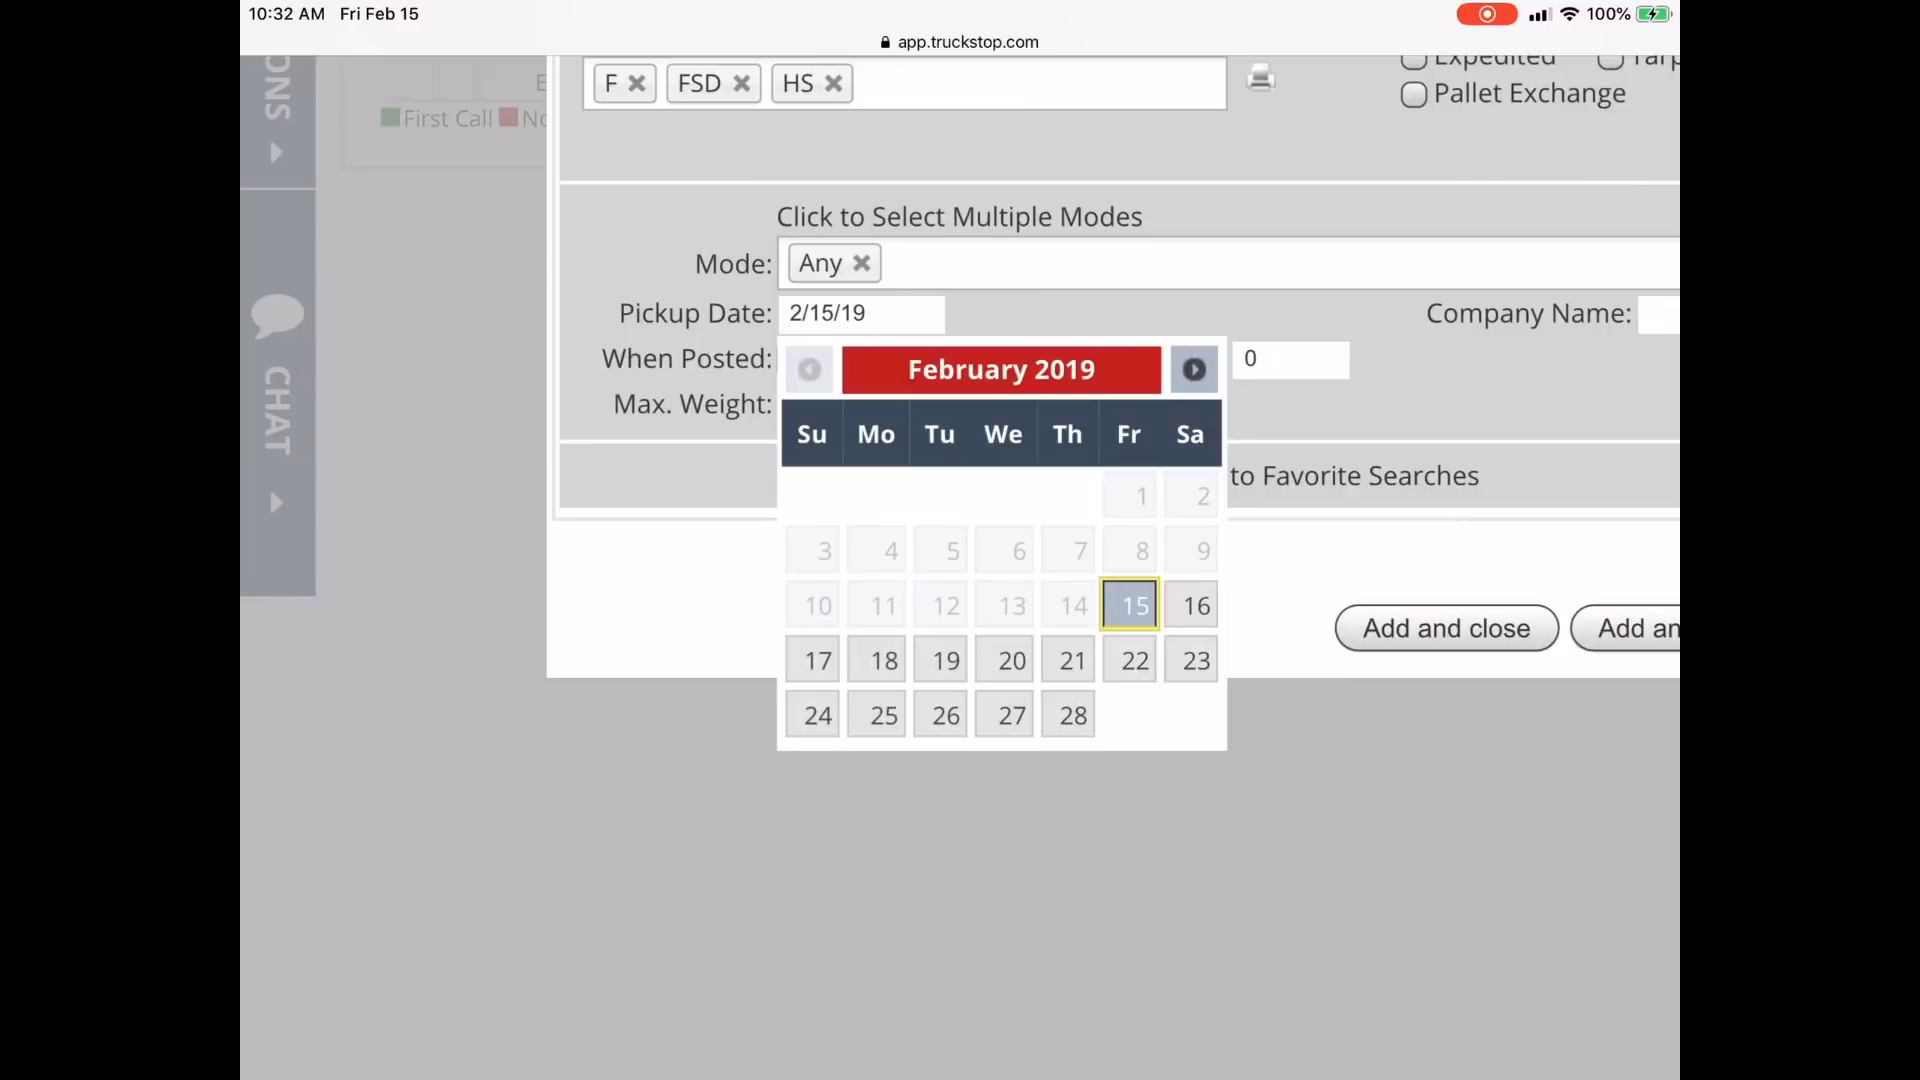 10:32 AM Fri Feb 15
100%
app.truckstop.com
F FSD HS
Expedited
Pallet Exchange
ONS
First Call
Click to Select Multiple Modes
Mode: Any
Pickup Date: 2/15/19
Company Name:
When Posted: 0
Max. Weight:
CHAT
February 2019
Su Mo Tu We Th Fr Sa
1 2
3 4 5 6 7 8 9
10 11 12 13 14 15 16
17 18 19 20 21 22 23
24 25 26 27 28
to Favorite Searches
Add and close
Add an